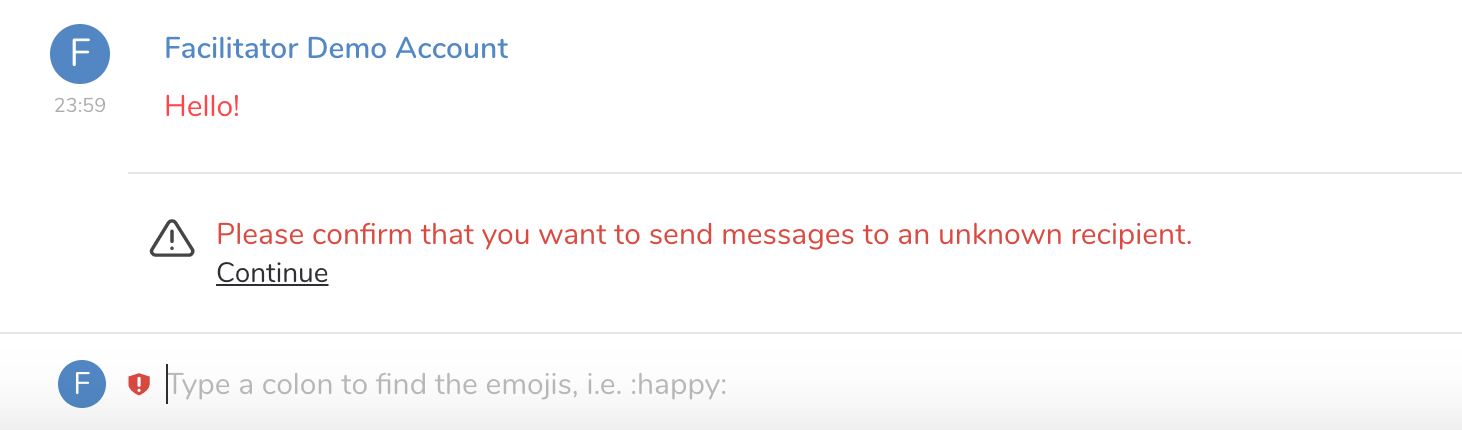 F
Facilitator Demo Account
23:59
Hello!
Please confirm that you want to send messages to an unknown recipient.
Continue
F
Type a colon to find the emojis, i.e. :happy: